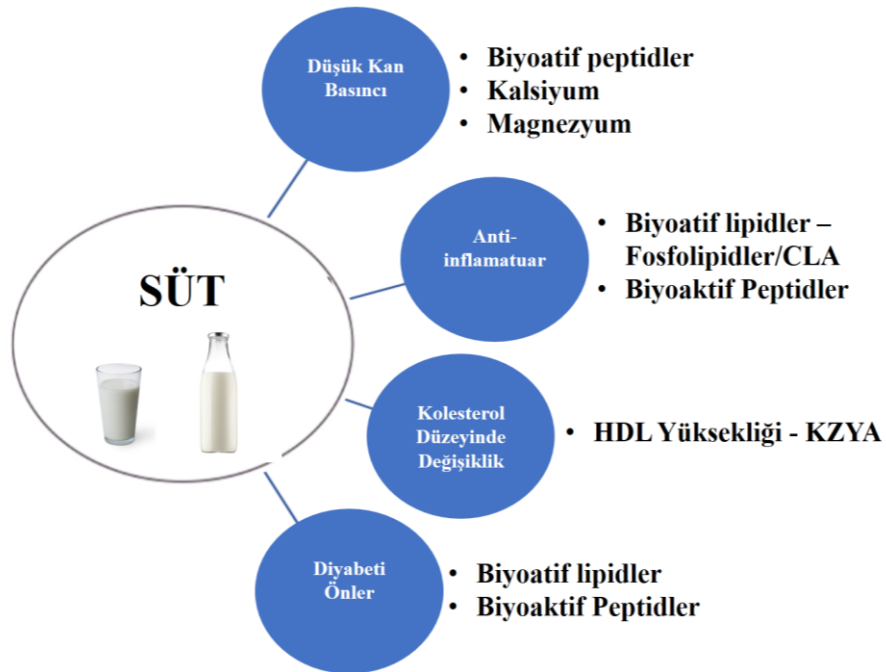 SÜT
Düşük Kan
Basıncı
• Biyoatif peptidler
• Kalsiyum
• Magnezyum
Anti-
inflamatuar
• Biyoatif lipidler –
Fosfolipidler/CLA
• Biyoaktif Peptidler
Kolesterol
Düzeyinde
Değişiklik
• HDL Yüksekliği - KZYA
Diyabeti
Önler
• Biyoatif lipidler
• Biyoaktif Peptidler